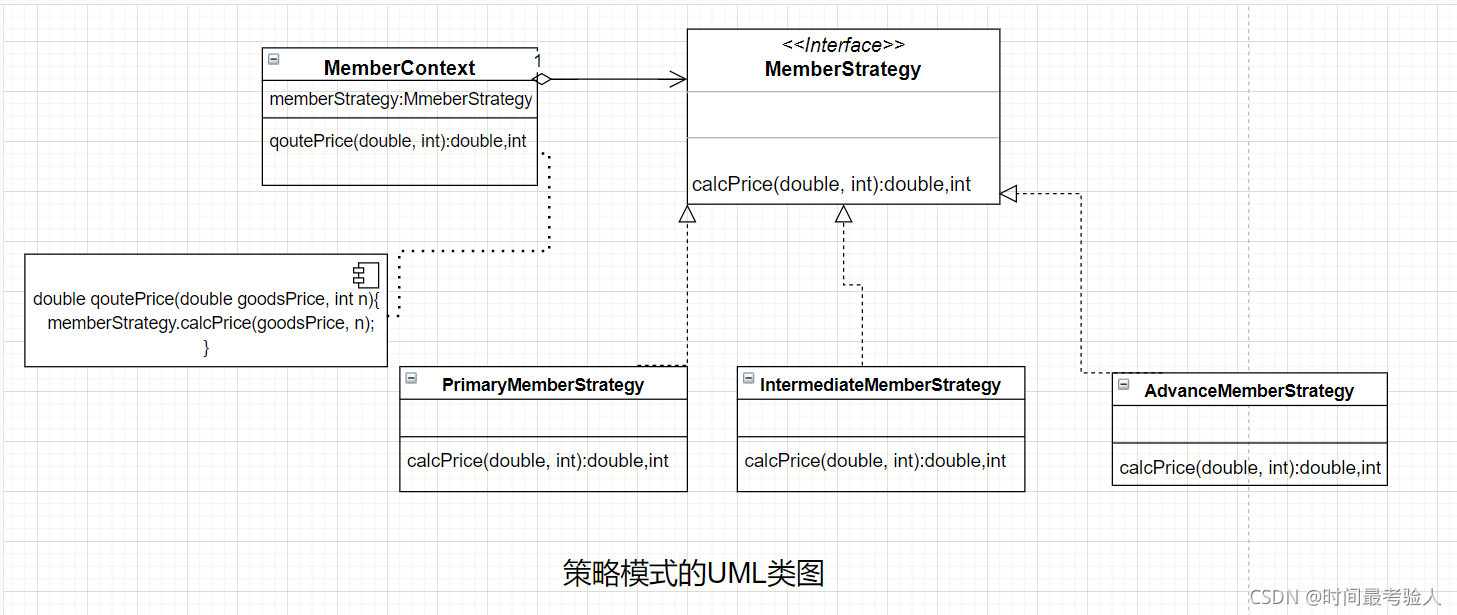 MemberContext
1
memberStrategy:MmeberStrategy
qoutePrice(double, int):double,int
<<Interface>>
MemberStrategy
calcPrice(double, int):double,int
double qoutePrice(double goodsPrice, int n){
memberStrategy.calcPrice(goodsPrice, n);
}
PrimaryMemberStrategy
calcPrice(double, int):double,int
IntermediateMemberStrategy
calcPrice(double, int):double,int
AdvanceMemberStrategy
calcPrice(double, int):double,int
策略模式的UML类图
CSDN @时间最考验人